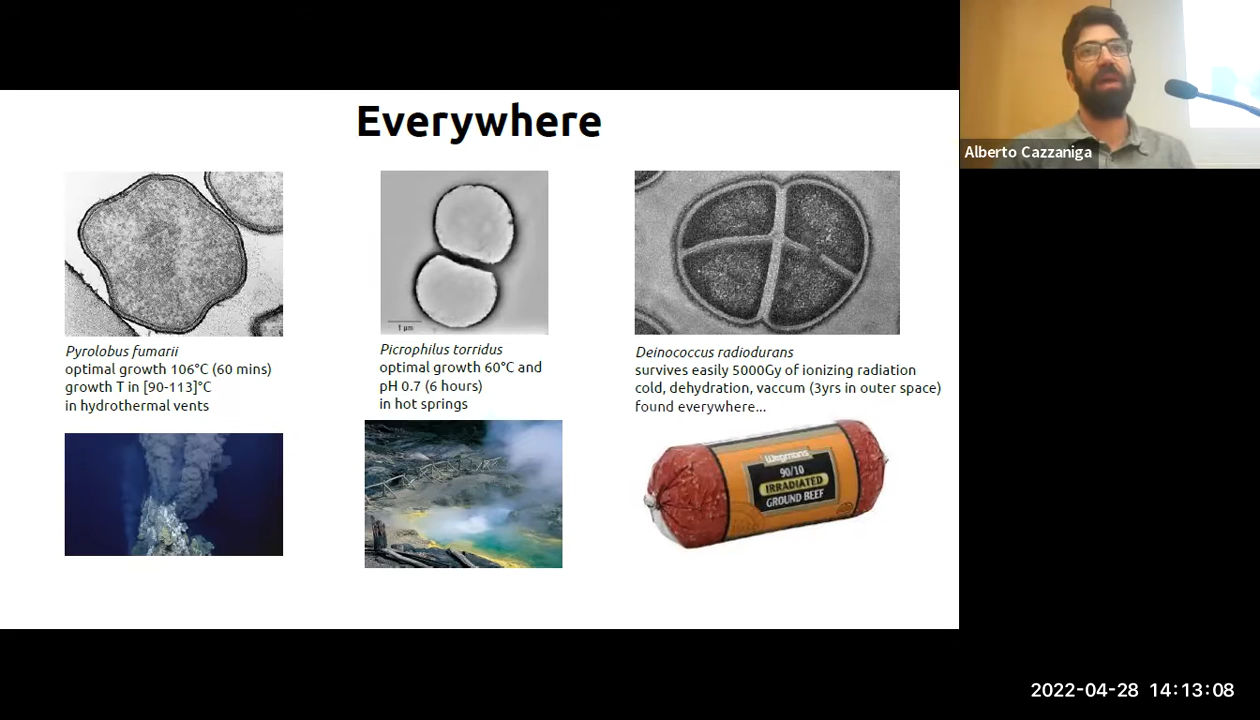 Everywhere
Alberto Cazzaniga
1 μm
Pyrolobus fumarii
optimal growth 106°C (60 mins)
growth T in [90-113]°C
in hydrothermal vents
Picrophilus torridus
optimal growth 60°C and
pH 0.7 (6 hours)
in hot springs
Deinococcus radiodurans
survives easily 5000Gy of ionizing radiation
cold, dehydration, vaccum (3yrs in outer space)
found everywhere...
Wegmans
90/10
IRRADIATED
GROUND BEEF
2022-04-28 14:13:08